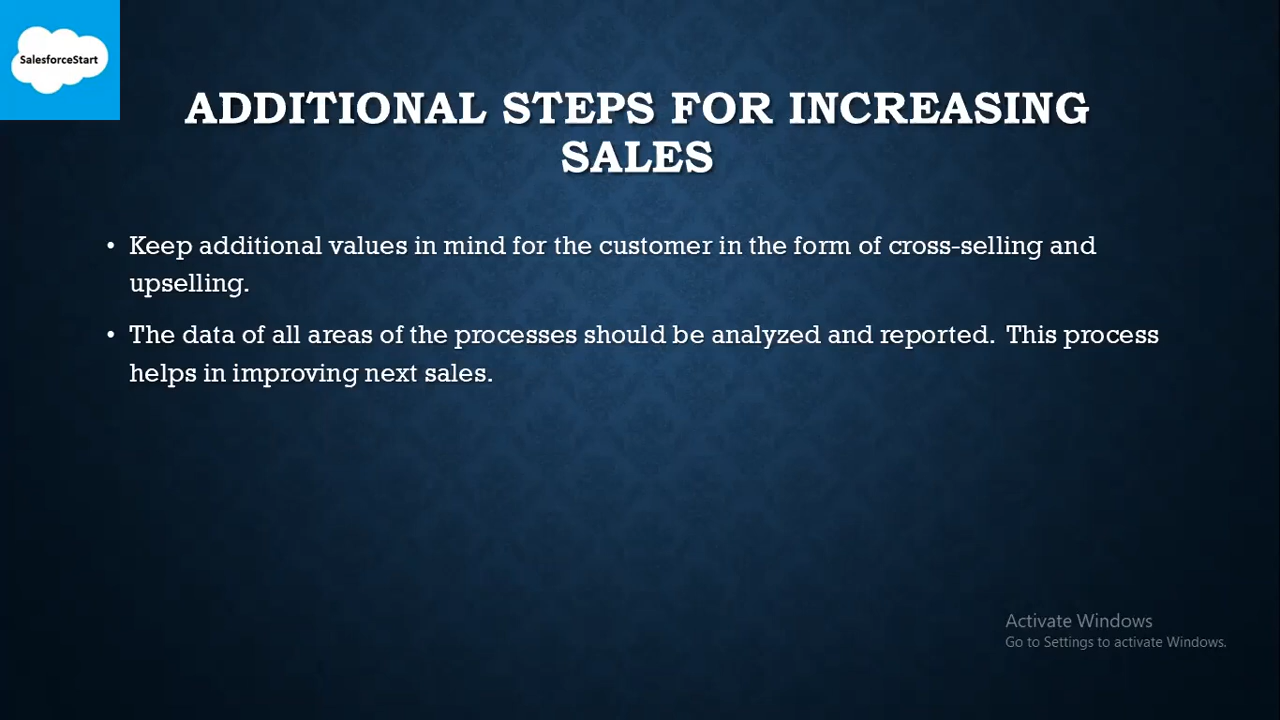 SalesforceStart
ADDITIONAL STEPS FOR INCREASING
SALES
• Keep additional values in mind for the customer in the form of cross-selling and
upselling.
• The data of all areas of the processes should be analyzed and reported.  This process
helps in improving next sales.
Activate Windows
Go to Settings to activate Windows.